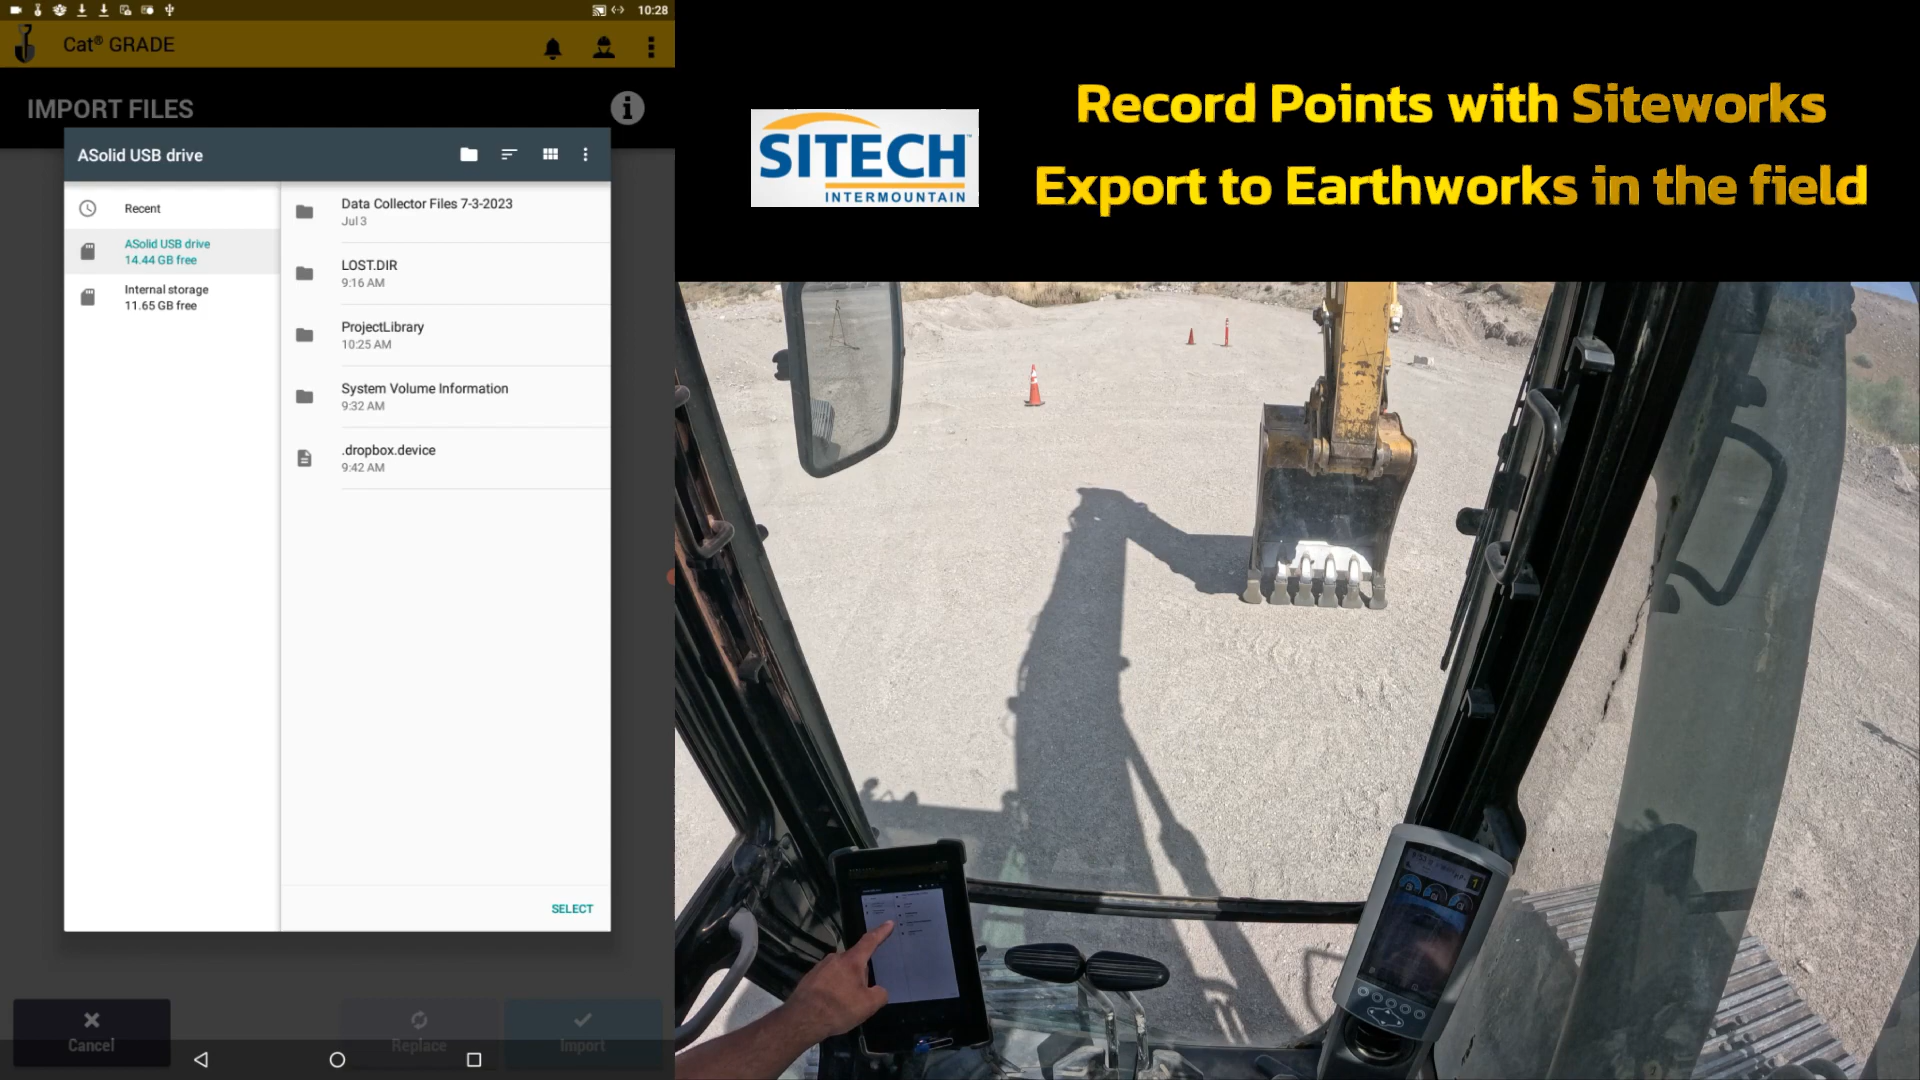 10:28
Cat® GRADE
IMPORT FILES
ASolid USB drive
Recent
ASolid USB drive
14.44 GB free
Internal storage
11.65 GB free
Data Collector Files 7-3-2023
Jul 3
LOST.DIR
9:16 AM
ProjectLibrary
10:25 AM
System Volume Information
9:32 AM
.dropbox.device
9:42 AM
SELECT
Cancel
Replace
Import
SITECH™
INTERMOUNTAIN
Record Points with Siteworks
Export to Earthworks in the field
1